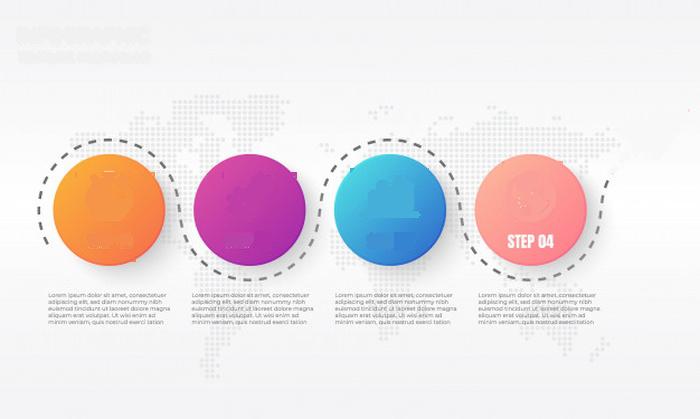 STEP 04
Lorem ipsum dolor sit amet, consectetuer
adipiscing elit, sed diam nonummy nibh
euismod tincidunt ut laoreet dolore magna
aliquam erat volutpat. Ut wisi enim ad
minim veniam, quis nostrud exerci tation
Lorem ipsum dolor sit amet, consectetuer
adipiscing elit, sed diam nonummy nibh
euismod tincidunt ut laoreet dolore magna
aliquam erat volutpat. Ut wisi enim ad
minim veniam, quis nostrud exerci tation
Lorem ipsum dolor sit amet, consectetuer
adipiscing elit, sed diam nonummy nibh
euismod tincidunt ut laoreet dolore magna
aliquam erat volutpat. Ut wisi enim ad
minim veniam, quis nostrud exerci tation
Lorem ipsum dolor sit amet, consectetuer
adipiscing elit, sed diam nonummy nibh
euismod tincidunt ut laoreet dolore magna
aliquam erat volutpat. Ut wisi enim ad
minim veniam, quis nostrud exerci tation